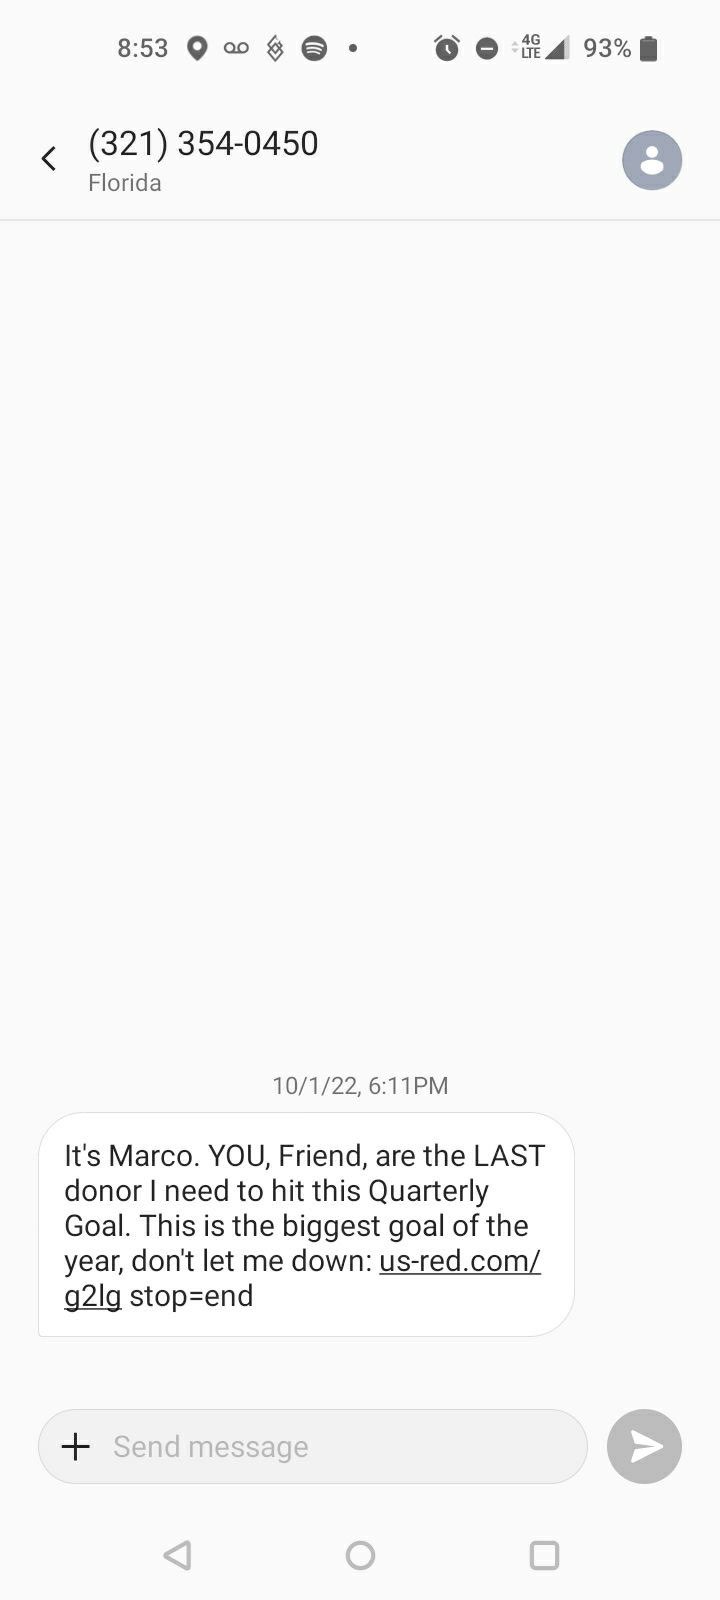 8:53
4G
LTE
93%
(321) 354-0450
Florida
10/1/22, 6:11PM
It's Marco. YOU, Friend, are the LAST
donor I need to hit this Quarterly
Goal. This is the biggest goal of the
year, don't let me down: us-red.com/
g2lg stop=end
Send message